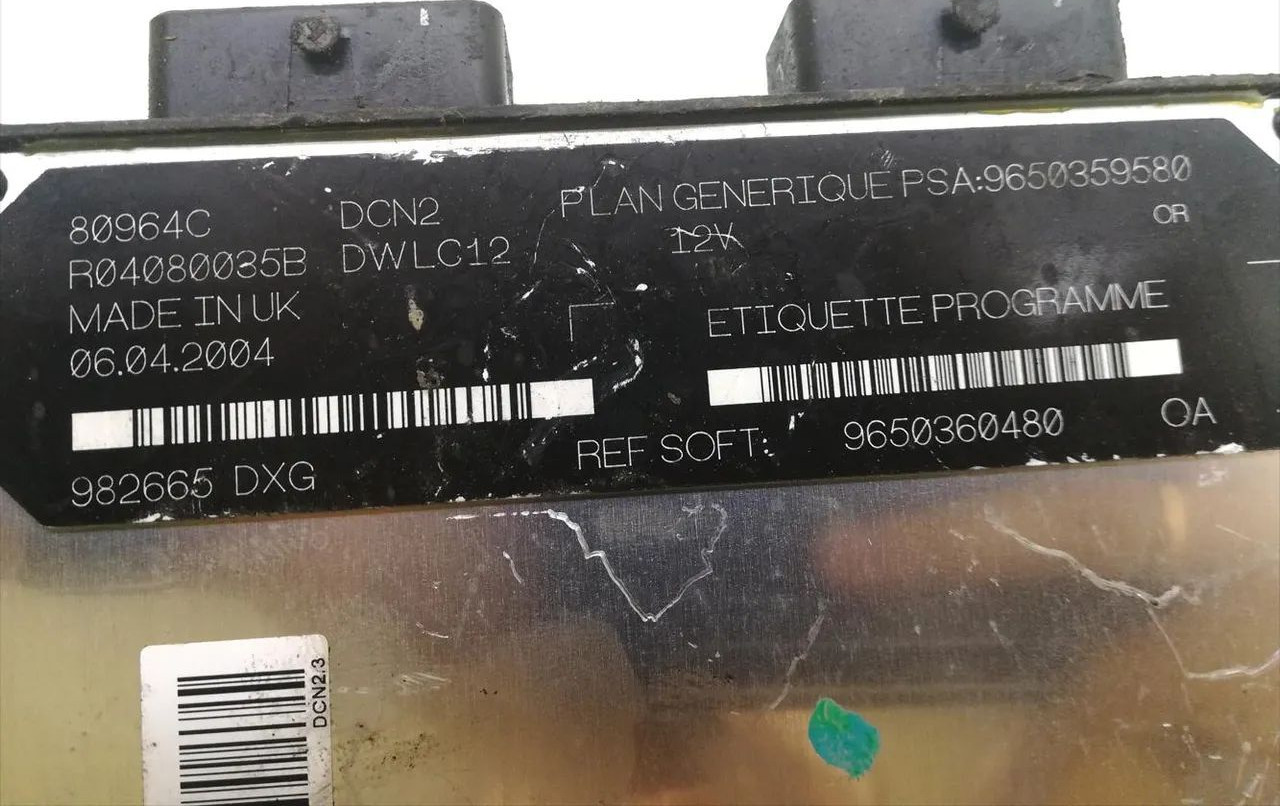 80964C DCN2 PLAN GENERIQUE PSA:9650359580
R04080035B DWLC12 12V OR
MADE IN UK ETIQUETTE PROGRAMME
06.04.2004
982665 DXG REF SOFT: 9650360480 OA
DCN2/3